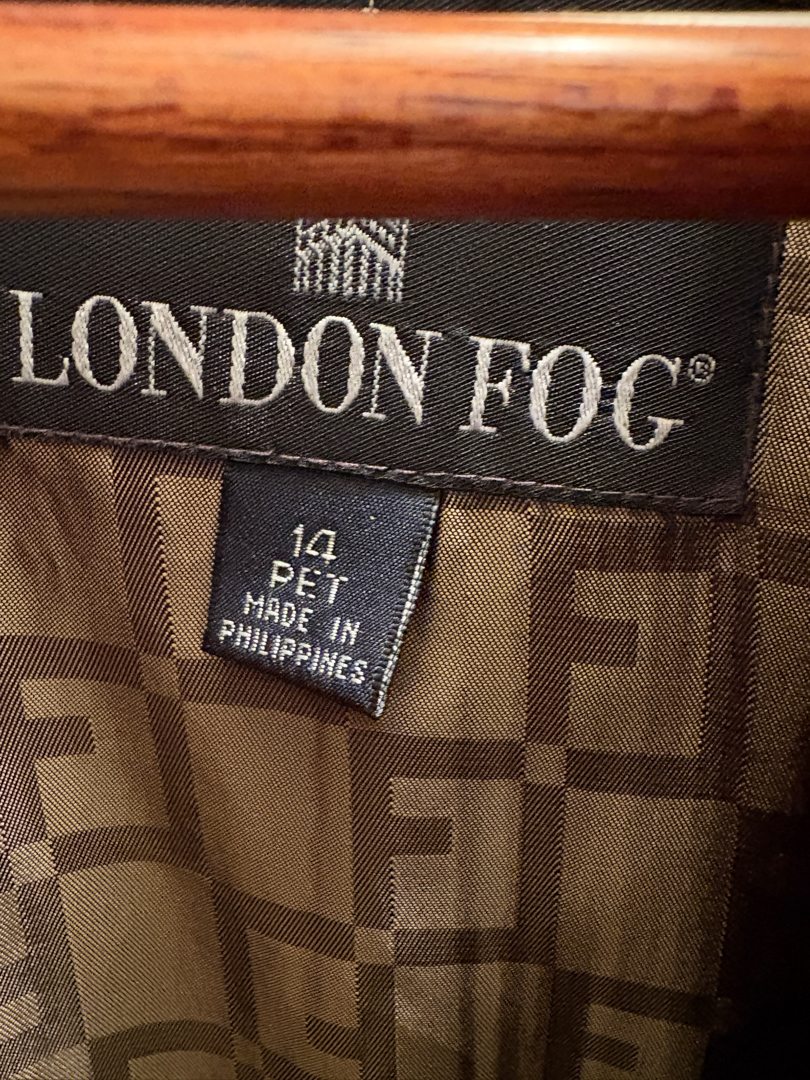 LONDON FOG®
14
PET
MADE IN
PHILIPPINES